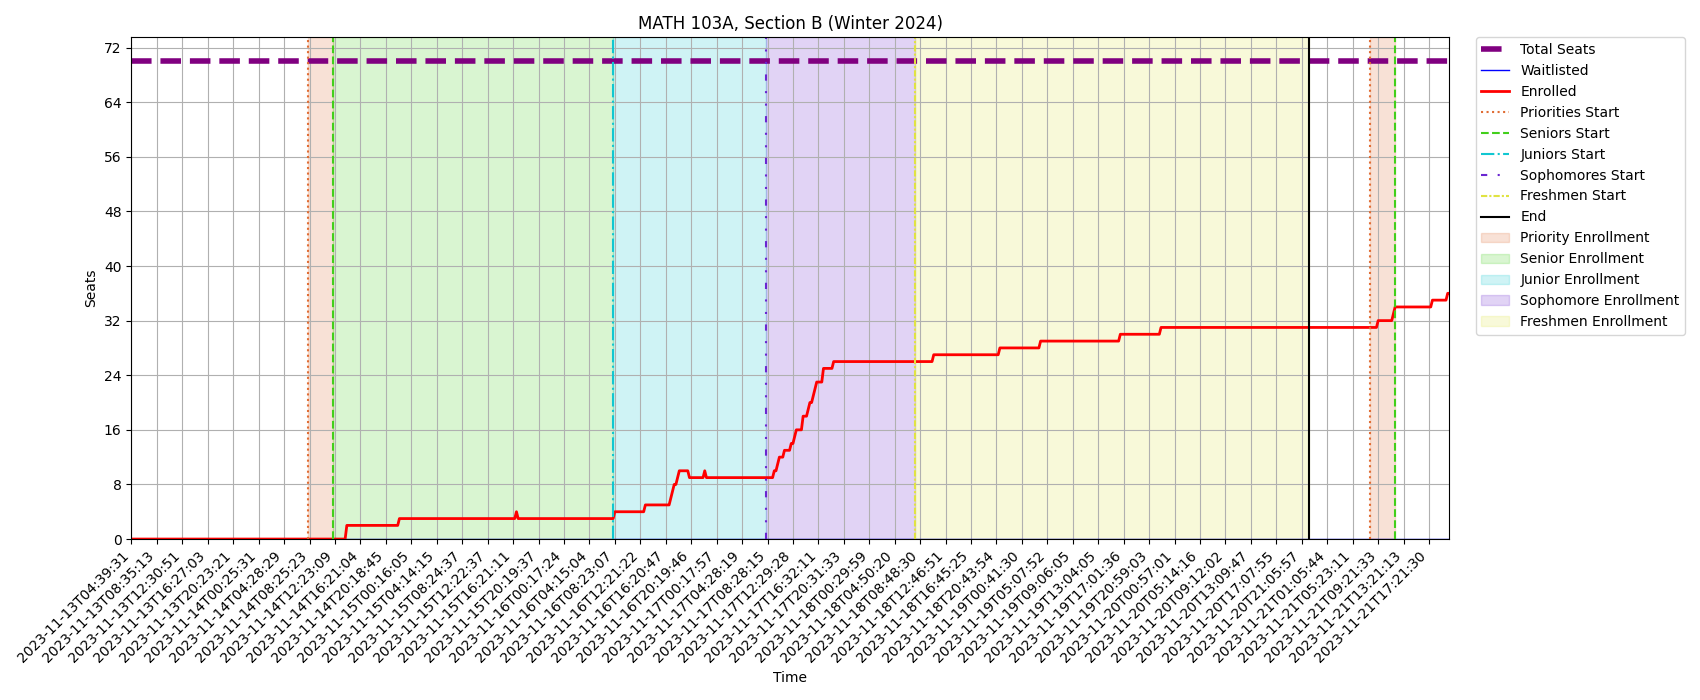 MATH 103A, Section B (Winter 2024)
72
64
56
48
40
32
24
16
8
0
Seats
2023-11-13T04:39:31
2023-11-13T08:35:13
2023-11-13T12:30:51
2023-11-13T16:27:03
2023-11-13T20:23:21
2023-11-14T00:25:31
2023-11-14T04:28:29
2023-11-14T08:25:23
2023-11-14T12:23:09
2023-11-14T16:21:04
2023-11-14T20:18:45
2023-11-15T00:16:05
2023-11-15T04:14:15
2023-11-15T08:24:37
2023-11-15T12:22:37
2023-11-15T16:21:11
2023-11-15T20:19:37
2023-11-16T00:17:24
2023-11-16T04:15:04
2023-11-16T08:23:07
2023-11-16T12:21:22
2023-11-16T16:20:47
2023-11-16T20:19:46
2023-11-17T00:17:57
2023-11-17T04:28:19
2023-11-17T08:28:15
2023-11-17T12:29:28
2023-11-17T16:32:11
2023-11-17T20:31:33
2023-11-18T00:29:59
2023-11-18T04:50:20
2023-11-18T08:48:30
2023-11-18T12:46:51
2023-11-18T16:45:25
2023-11-18T20:43:54
2023-11-19T00:41:30
2023-11-19T05:07:52
2023-11-19T09:06:05
2023-11-19T13:04:05
2023-11-19T17:01:36
2023-11-19T20:59:03
2023-11-20T00:57:01
2023-11-20T05:14:16
2023-11-20T09:12:02
2023-11-20T13:09:47
2023-11-20T17:07:55
2023-11-20T21:05:57
2023-11-21T01:05:44
2023-11-21T05:23:11
2023-11-21T09:21:33
2023-11-21T13:21:13
2023-11-21T17:21:30
Time
Total Seats
Waitlisted
Enrolled
Priorities Start
Seniors Start
Juniors Start
Sophomores Start
Freshmen Start
End
Priority Enrollment
Senior Enrollment
Junior Enrollment
Sophomore Enrollment
Freshmen Enrollment